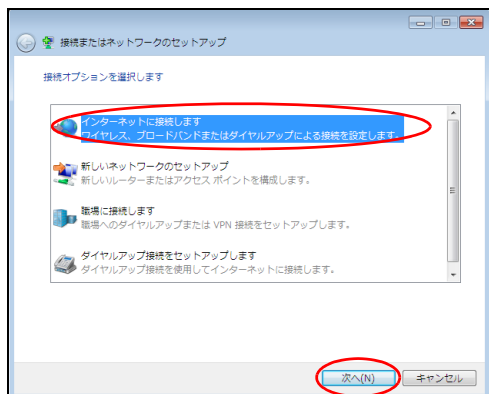 接続またはネットワークのセットアップ
接続オプションを選択します
インターネットに接続します
ワイヤレス、ブロードバンドまたはダイヤルアップによる接続を設定します。
新しいネットワークのセットアップ
新しいルーターまたはアクセス ポイントを構成します。
職場に接続します
職場へのダイヤルアップまたは VPN 接続をセットアップします。
ダイヤルアップ接続をセットアップします
ダイヤルアップ接続を使用してインターネットに接続します。
次へ(N)
キャンセル